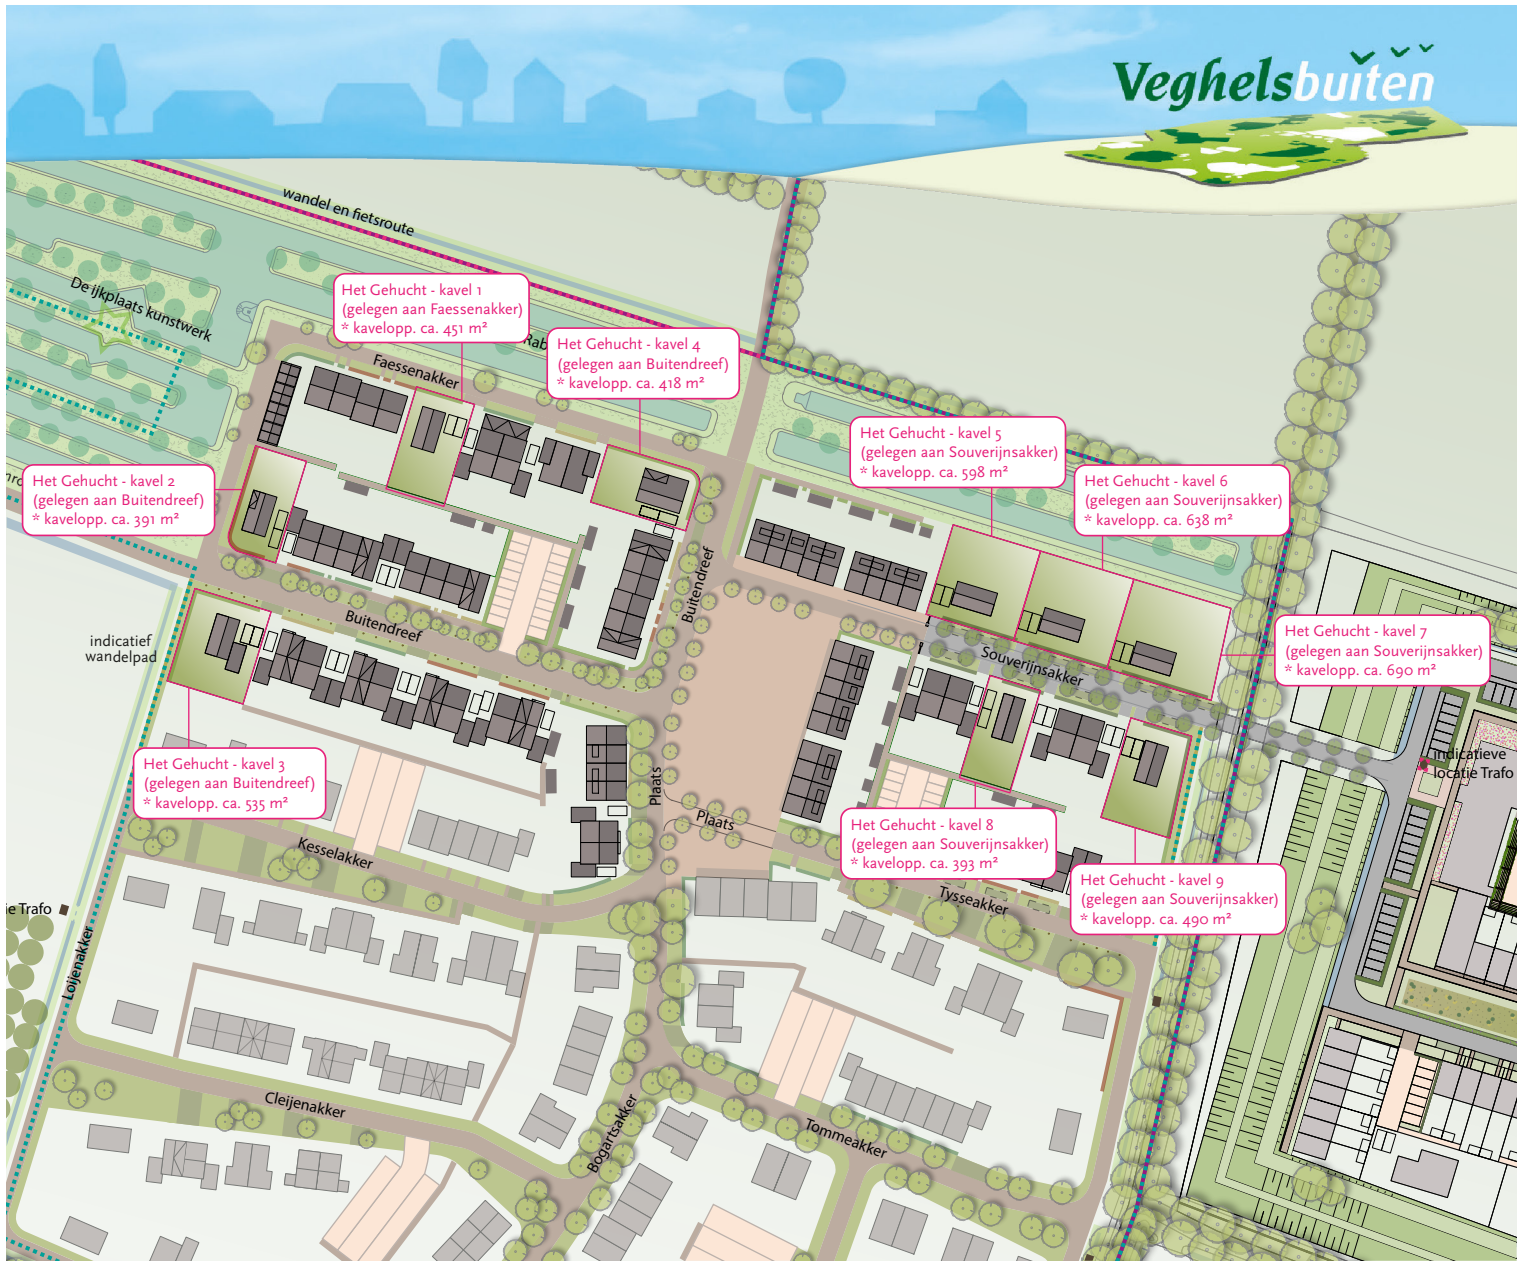 Veghelsbuiten
wandel en fietsroute
De ijkplaats kunstwerk
Het Gehucht - kavel 1
(gelegen aan Faessenakker)
* kavelopp. ca. 451 m²
Rab
Het Gehucht - kavel 4
(gelegen aan Buitendreef)
* kavelopp. ca. 418 m²
Faessenakker
Het Gehucht - kavel 5
(gelegen aan Souverijnsakker)
* kavelopp. ca. 598 m²
Het Gehucht - kavel 2
(gelegen aan Buitendreef)
* kavelopp. ca. 391 m²
Het Gehucht - kavel 6
(gelegen aan Souverijnsakker)
* kavelopp. ca. 638 m²
Buitendreef
Buitendreef
indicatief
wandelpad
Souverijnsakker
Het Gehucht - kavel 7
(gelegen aan Souverijnsakker)
* kavelopp. ca. 690 m²
Het Gehucht - kavel 3
(gelegen aan Buitendreef)
* kavelopp. ca. 535 m²
indicatieve
locatie Trafo
Plaats
Plaats
Het Gehucht - kavel 8
(gelegen aan Souverijnsakker)
* kavelopp. ca. 393 m²
Kesselakker
Het Gehucht - kavel 9
(gelegen aan Souverijnsakker)
* kavelopp. ca. 490 m²
Tysseakker
ie Trafo
Loijenakker
Cleijenakker
Bogartsakker
Tommeakker